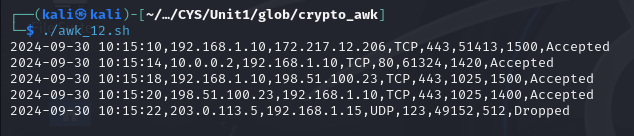 ┌──(kali㉿kali)-[~/…/CYS/Unit1/glob/crypto_awk]
└─$ ./awk_12.sh
2024-09-30 10:15:10,192.168.1.10,172.217.12.206,TCP,443,51413,1500,Accepted
2024-09-30 10:15:14,10.0.0.2,192.168.1.10,TCP,80,61324,1420,Accepted
2024-09-30 10:15:18,192.168.1.10,198.51.100.23,TCP,443,1025,1500,Accepted
2024-09-30 10:15:20,198.51.100.23,192.168.1.10,TCP,443,1025,1400,Accepted
2024-09-30 10:15:22,203.0.113.5,192.168.1.15,UDP,123,49152,512,Dropped